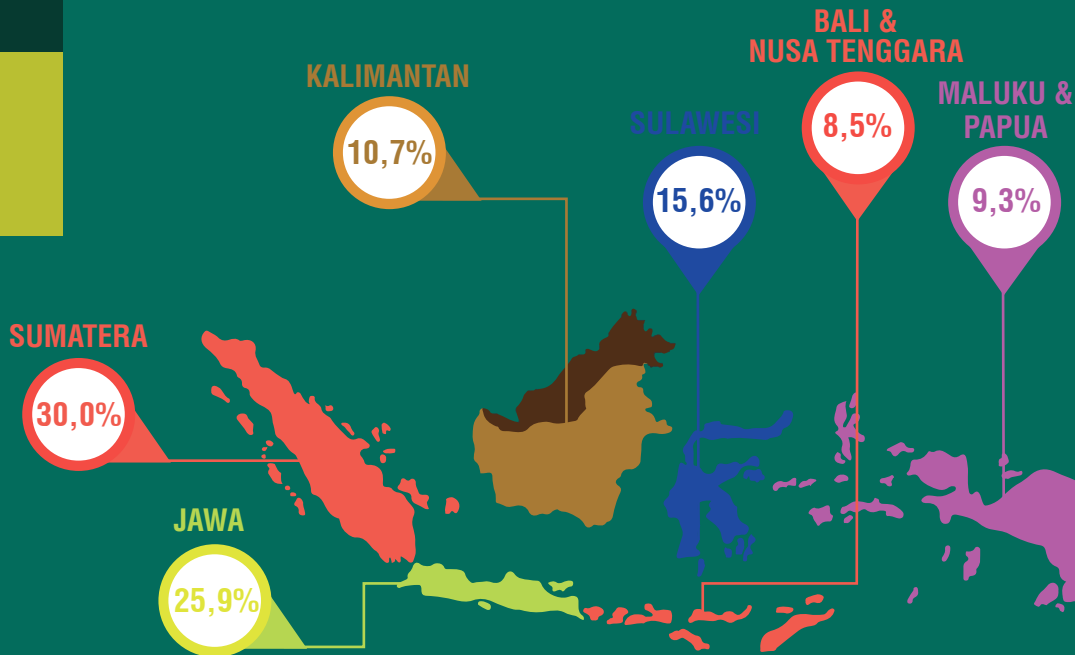 BALI &
NUSA TENGGARA
8,5%
KALIMANTAN
10,7%
SULAWESI
15,6%
MALUKU &
PAPUA
9,3%
SUMATERA
30,0%
JAWA
25,9%